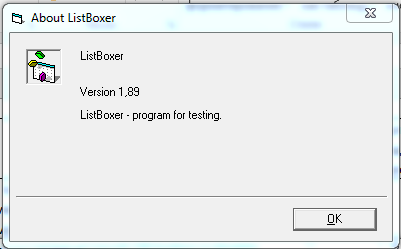 About ListBoxer
ListBoxer
Version 1,89
ListBoxer - program for testing.
OK